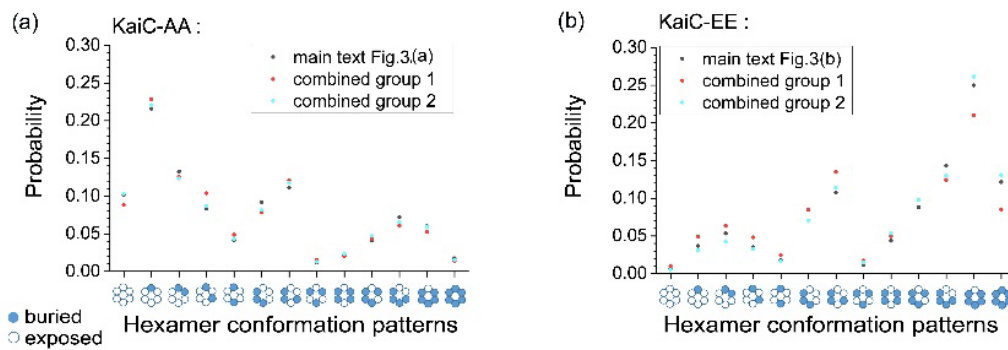 (a)
KaiC-AA :
main text Fig.3.(a)
combined group 1
combined group 2
Probability
0.30
0.25
0.20
0.15
0.10
0.05
0.00
Hexamer conformation patterns
buried
exposed
(b)
KaiC-EE :
main text Fig.3(b)
combined group 1
combined group 2
Probability
0.30
0.25
0.20
0.15
0.10
0.05
0.00
Hexamer conformation patterns